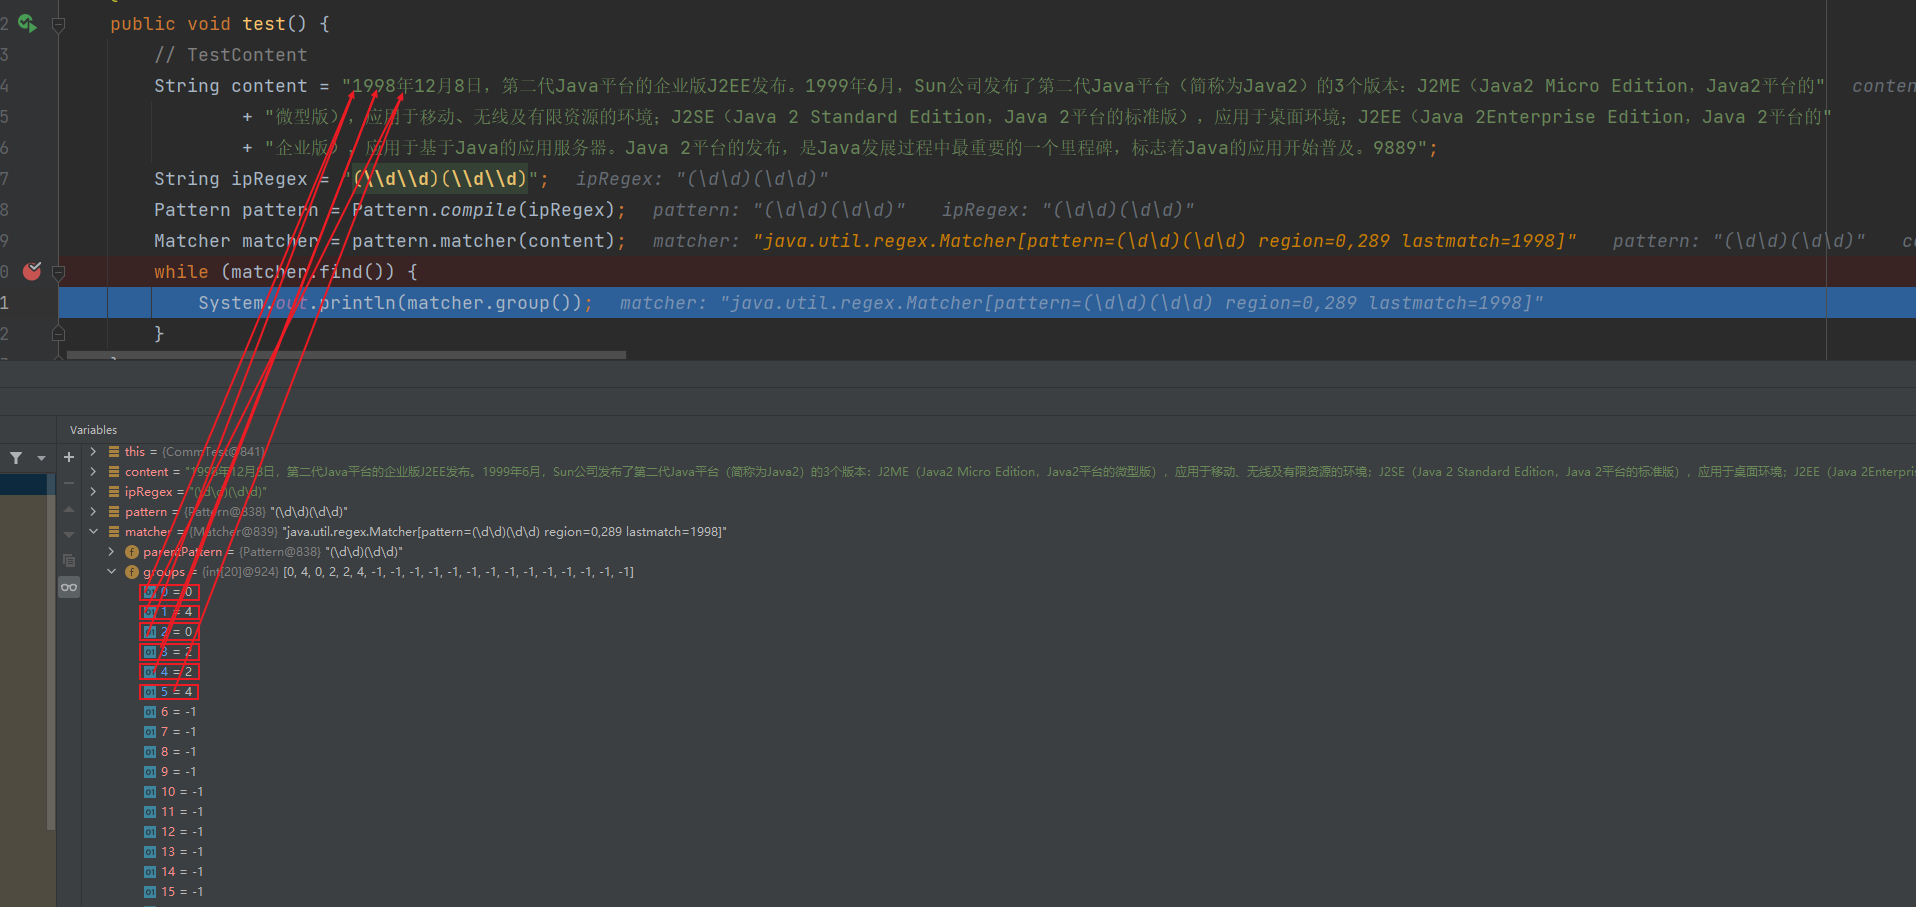 2 public void test() {
3 // TestContent
4 String content = "1998年12月8日，第二代Java平台的企业版J2EE发布。1999年6月，Sun公司发布了第二代Java平台（简称为Java2）的3个版本：J2ME（Java2 Micro Edition，Java2平台的" conten
5 + "微型版），应用于移动、无线及有限资源的环境；J2SE（Java 2 Standard Edition，Java 2平台的标准版），应用于桌面环境；J2EE（Java 2Enterprise Edition，Java 2平台的"
6 + "企业版），应用于基于Java的应用服务器。Java 2平台的发布，是Java发展过程中最重要的一个里程碑，标志着Java的应用开始普及。9889";
7 String ipRegex = "(\\d\\d)(\\d\\d)"; ipRegex: "(\d\d)(\d\d)"
8 Pattern pattern = Pattern.compile(ipRegex); pattern: "(\d\d)(\d\d)" ipRegex: "(\d\d)(\d\d)"
9 Matcher matcher = pattern.matcher(content); matcher: "java.util.regex.Matcher[pattern=(\d\d)(\d\d) region=0,289 lastmatch=1998]" pattern: "(\d\d)(\d\d)" co
0 while (matcher.find()) {
1 System.out.println(matcher.group()); matcher: "java.util.regex.Matcher[pattern=(\d\d)(\d\d) region=0,289 lastmatch=1998]"
2 }
Variables
this = {CommTest@841}
content = "1998年12月8日，第二代Java平台的企业版J2EE发布。1999年6月，Sun公司发布了第二代Java平台（简称为Java2）的3个版本：J2ME（Java2 Micro Edition，Java2平台的微型版），应用于移动、无线及有限资源的环境；J2SE（Java 2 Standard Edition，Java 2平台的标准版），应用于桌面环境；J2EE（Java 2Enterpris
ipRegex = "(\d\d)(\d\d)"
pattern = {Pattern@838} "(\d\d)(\d\d)"
matcher = {Matcher@839} "java.util.regex.Matcher[pattern=(\d\d)(\d\d) region=0,289 lastmatch=1998]"
parentPattern = {Pattern@838} "(\d\d)(\d\d)"
groups = {int[20]@924} [0, 4, 0, 2, 2, 4, -1, -1, -1, -1, -1, -1, -1, -1, -1, -1, -1, -1, -1, -1]
0 = 0
1 = 4
2 = 0
3 = 2
4 = 2
5 = 4
6 = -1
7 = -1
8 = -1
9 = -1
10 = -1
11 = -1
12 = -1
13 = -1
14 = -1
15 = -1